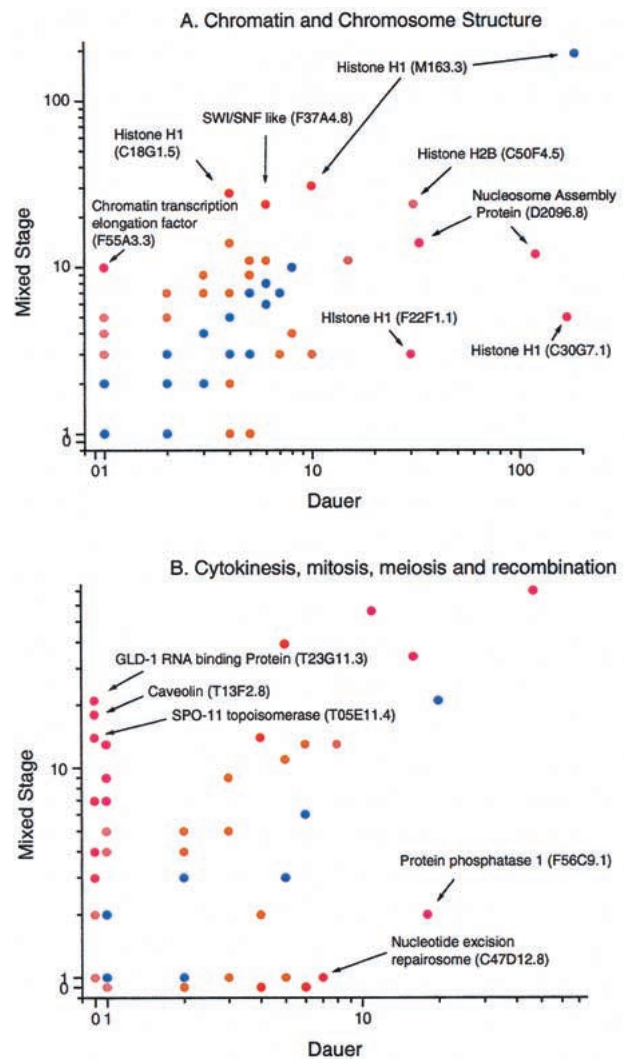 A. Chromatin and Chromosome Structure
Histone H1 (M163.3)
100
SWI/SNF like (F37A4.8)
Histone H1
(C18G1.5)
Histone H2B (C50F4.5)
Chromatin transcription
elongation factor
(F55A3.3)
Nucleosome Assembly
Protein (D2096.8)
Mixed Stage
10
HIstone H1 (F22F1.1)
Histone H1 (C30G7.1)
1
0
0 1 10 100
Dauer
B. Cytokinesis, mitosis, meiosis and recombination
GLD-1 RNA binding Protein (T23G11.3)
Caveolin (T13F2.8)
SPO-11 topoisomerase (T05E11.4)
Mixed Stage
10
Protein phosphatase 1 (F56C9.1)
Nucleotide excision
repairosome (C47D12.8)
1
0
0 1 10
Dauer